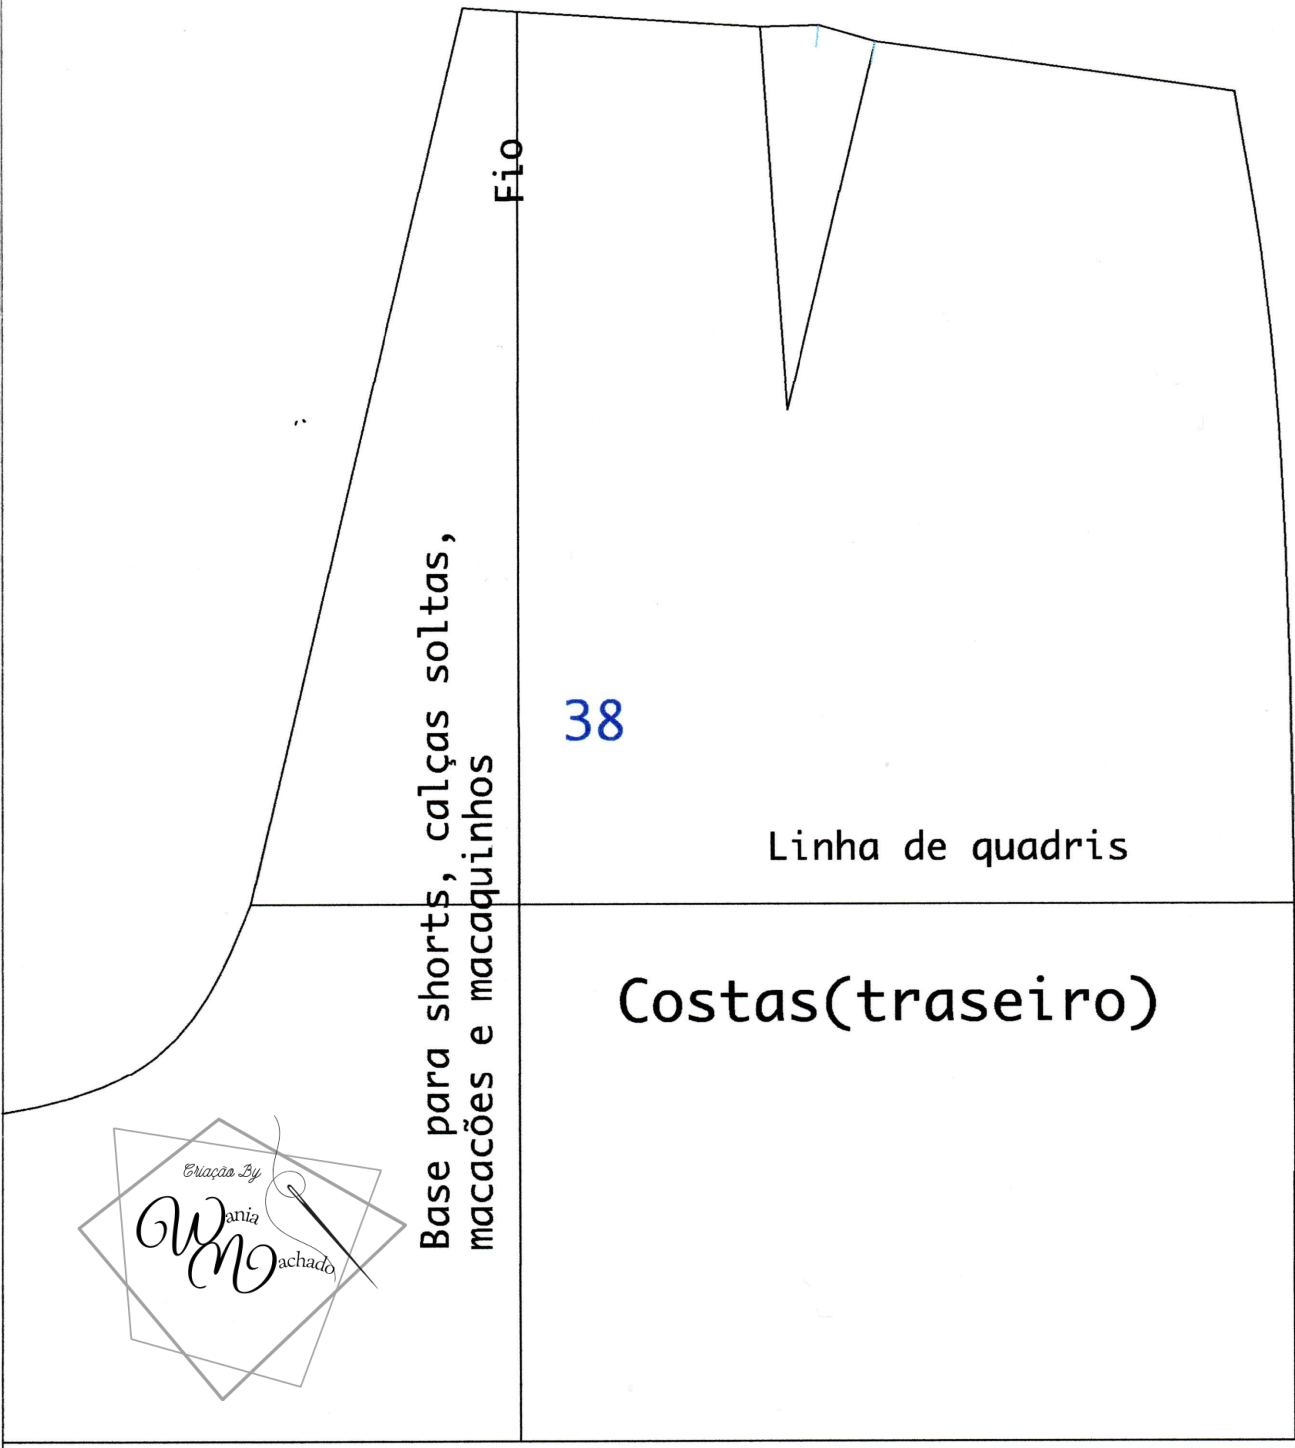 Fio
Base para shorts, calças soltas,
macacões e macaquinhos
38
Linha de quadris
Costas(traseiro)
Criação By
Wania
Machado